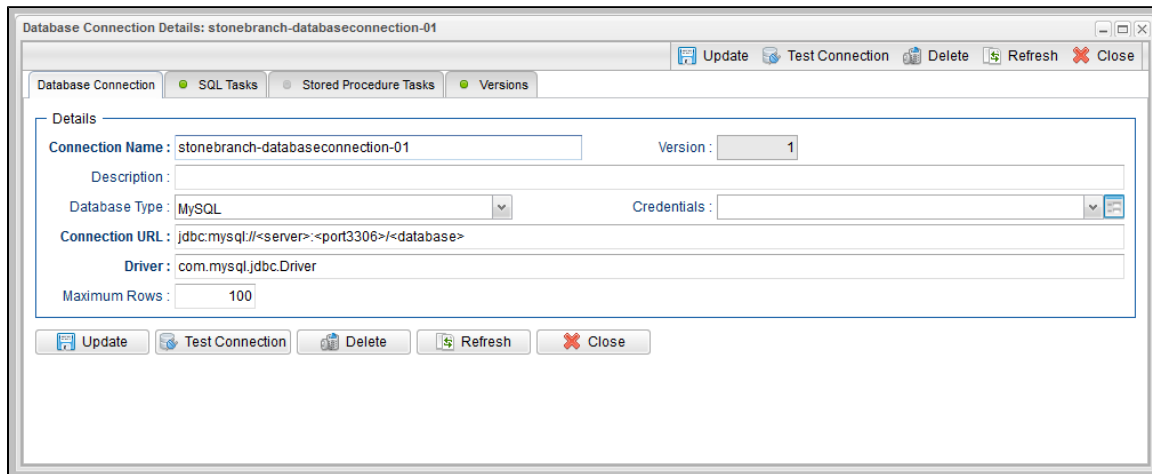 Database Connection Details: stonebranch-databaseconnection-01
Update Test Connection Delete Refresh Close
Database Connection SQL Tasks Stored Procedure Tasks Versions
Details
Connection Name : stonebranch-databaseconnection-01 Version : 1
Description :
Database Type : MySQL Credentials :
Connection URL : jdbc:mysql://<server>:<port3306>/<database>
Driver : com.mysql.jdbc.Driver
Maximum Rows : 100
Update Test Connection Delete Refresh Close